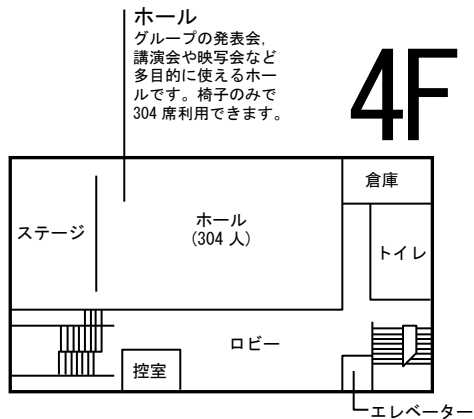 ホール
グループの発表会，
講演会や映写会など
多目的に使えるホー
ルです。椅子のみで
304 席利用できます。
4F
倉庫
ステージ
ホール
(304 人)
トイレ
ロビー
控室
エレベーター